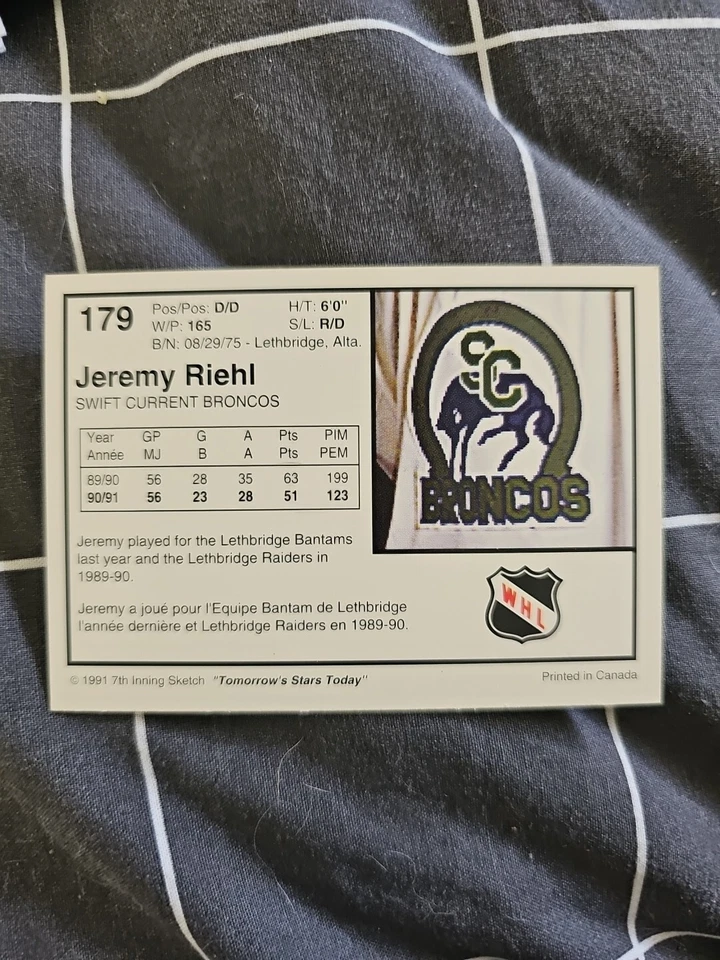 179
Pos/Pos: D/D H/T: 6'0"
W/P: 165 S/L: R/D
B/N: 08/29/75 - Lethbridge, Alta.
Jeremy Riehl
SWIFT CURRENT BRONCOS
Year GP G A Pts PIM
Année MJ B A Pts PEM
89/90 56 28 35 63 199
90/91 56 23 28 51 123
Jeremy played for the Lethbridge Bantams
last year and the Lethbridge Raiders in
1989-90.
Jeremy a joué pour l'Equipe Bantam de Lethbridge
l'année dernière et Lethbridge Raiders en 1989-90.
SC
BRONCOS
WHL
© 1991 7th Inning Sketch "Tomorrow's Stars Today" Printed in Canada